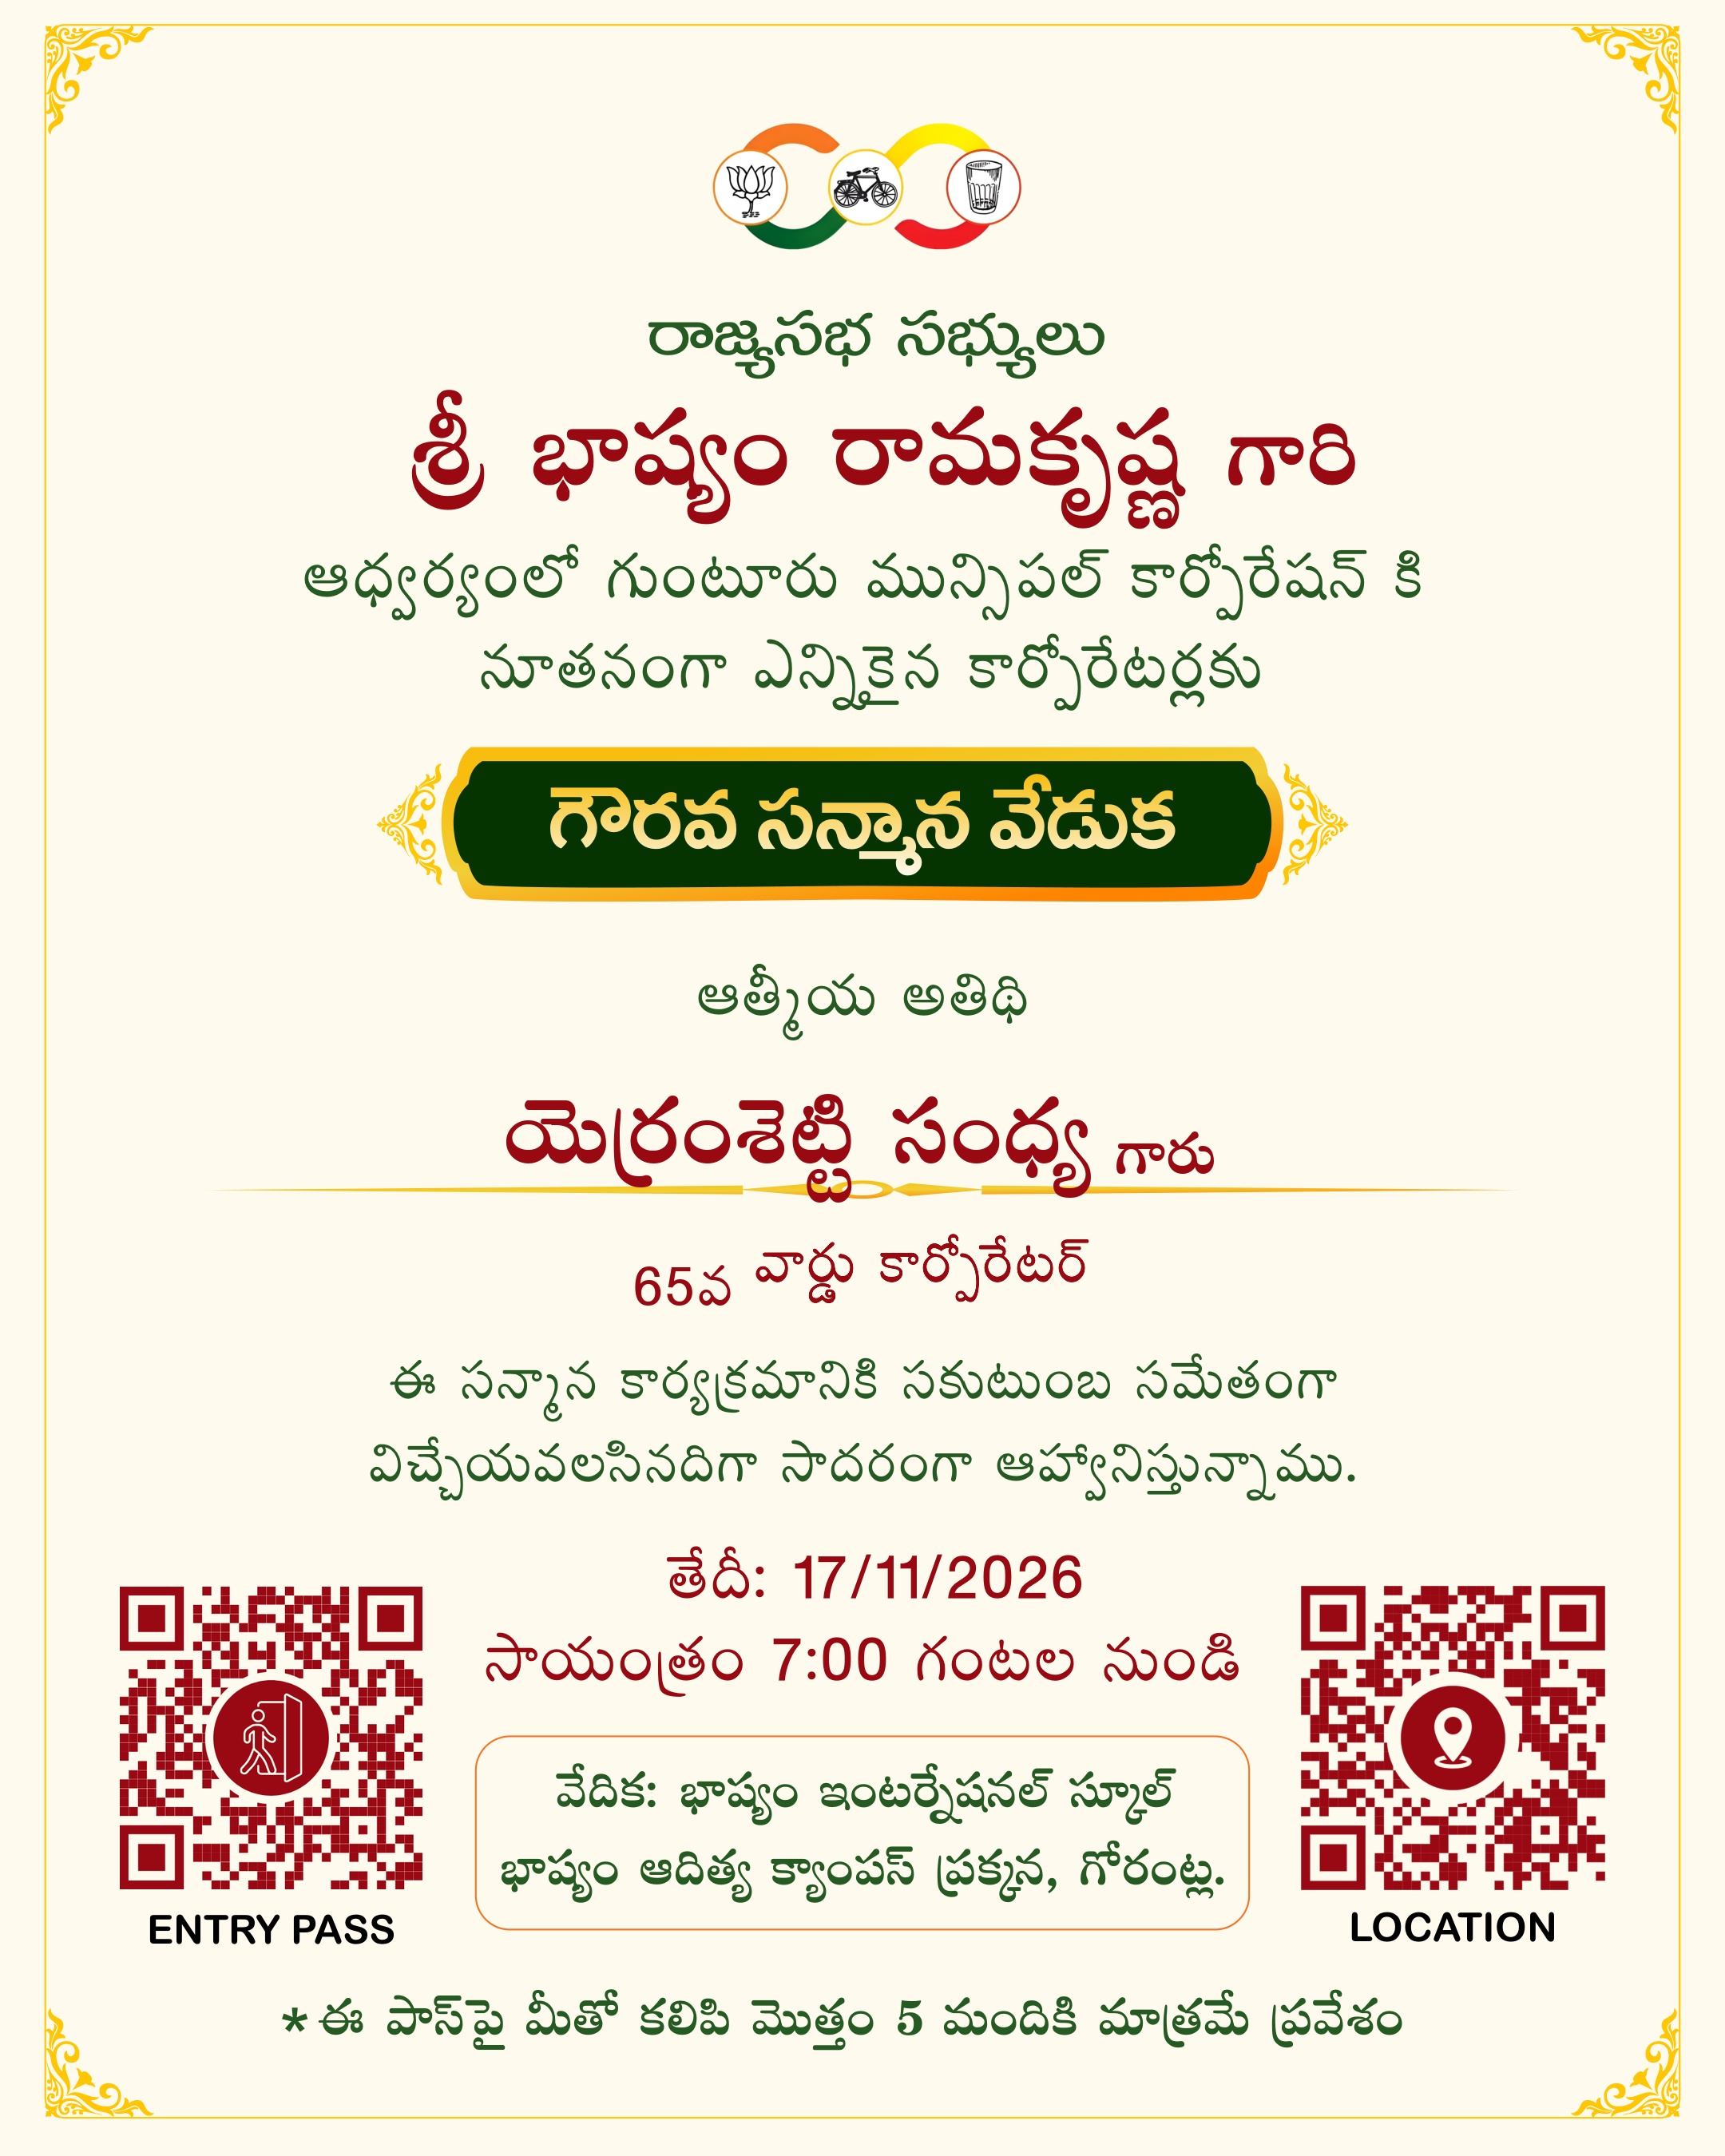 రాజ్యసభ సభ్యులు
శ్రీ భాష్యం రామకృష్ణ గారి
ఆధ్వర్యంలో గుంటూరు మున్సిపల్ కార్పోరేషన్ కి
నూతనంగా ఎన్నికైన కార్పోరేటర్లకు
గౌరవ సన్మాన వేడుక
ఆత్మీయ అతిథి
యెర్రంశెట్టి సంధ్య గారు
65వ వార్డు కార్పోరేటర్
ఈ సన్మాన కార్యక్రమానికి సకుటుంబ సమేతంగా
విచ్చేయవలసినదిగా సాదరంగా ఆహ్వానిస్తున్నాము.
తేదీ: 17/11/2026
సాయంత్రం 7:00 గంటల నుండి
వేదిక: భాష్యం ఇంటర్నేషనల్ స్కూల్
భాష్యం ఆదిత్య క్యాంపస్ ప్రక్కన, గోరంట్ల.
ENTRY PASS
LOCATION
*ఈ పాస్‌పై మీతో కలిపి మొత్తం 5 మందికి మాత్రమే ప్రవేశం